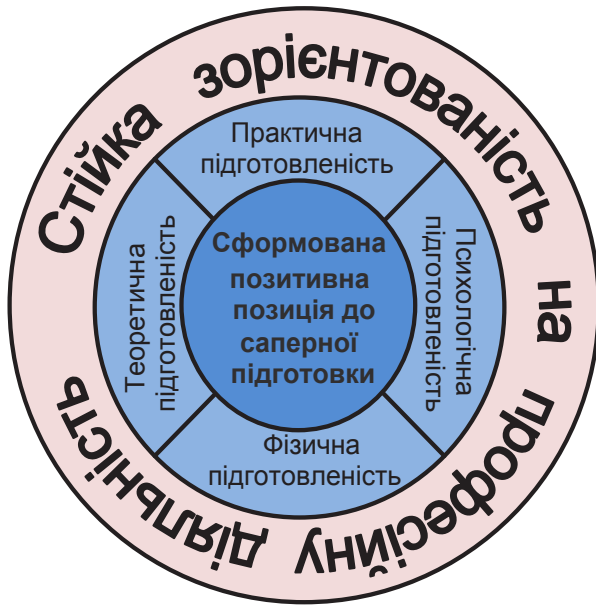 Стійка зорієнтованість на професійну діяльність
Практична
підготовленість
Теоретична
підготовленість
Сформована
позитивна
позиція до
саперної
підготовки
Психологічна
підготовленість
Фізична
підготовленість